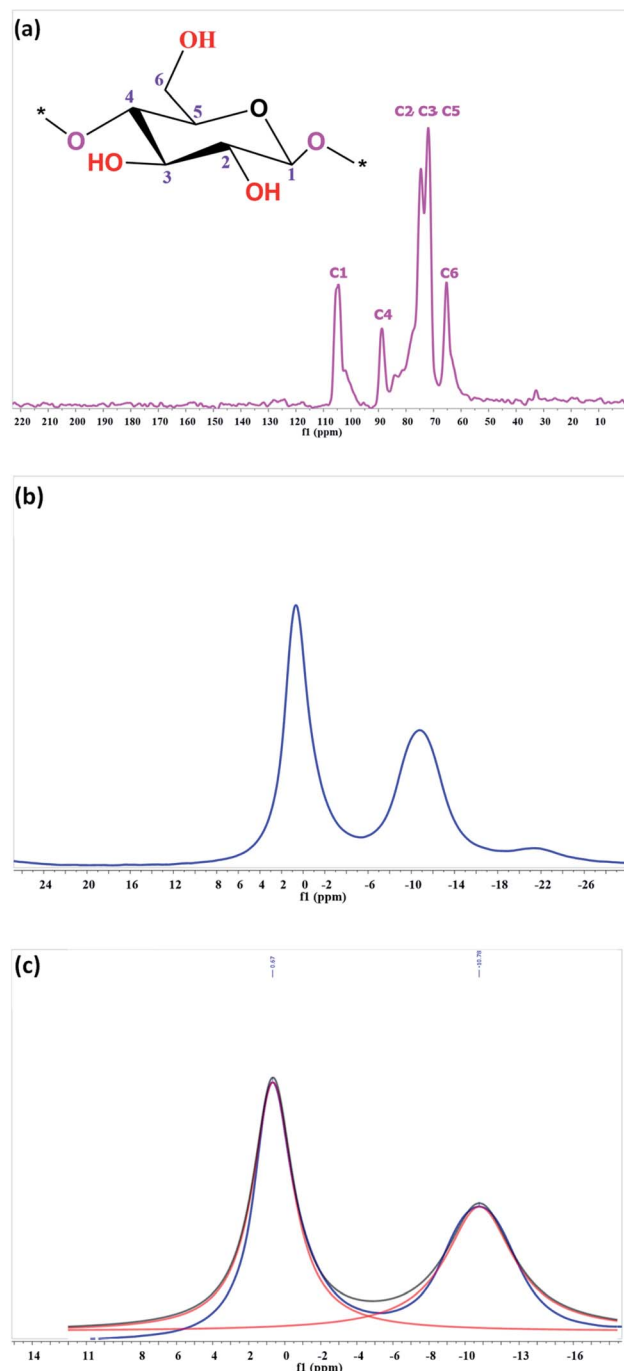 (a)
OH
6
4
5
O
C2/ C3/ C5
*
O
HO
3
2
OH
1
O
*
C1
C4
C6
220 210 200 190 180 170 160 150 140 130 120 110 100 90 80 70 60 50 40 30 20 10 0
f1 (ppm)
(b)
24 20 16 12 8 6 4 2 0 -2 -6 -10 -14 -18 -22 -26
f1 (ppm)
(c)
0.67
-10.78
14 11 8 6 4 2 0 -2 -4 -6 -8 -10 -13 -16
f1 (ppm)